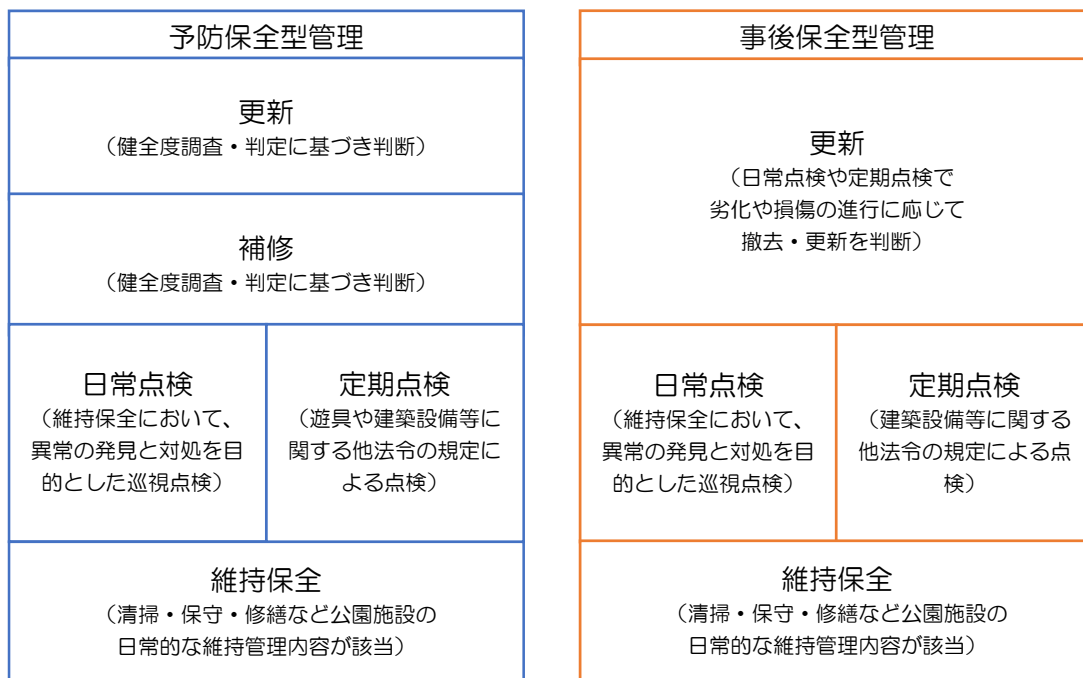 予防保全型管理
更新
（健全度調査・判定に基づき判断）
補修
（健全度調査・判定に基づき判断）
日常点検
（維持保全において、
異常の発見と対処を目
的とした巡視点検）
定期点検
（遊具や建築設備等に
関する他法令の規定に
よる点検）
維持保全
（清掃・保守・修繕など公園施設の
日常的な維持管理内容が該当）
事後保全型管理
更新
（日常点検や定期点検で
劣化や損傷の進行に応じて
撤去・更新を判断）
日常点検
（維持保全において、
異常の発見と対処を目
的とした巡視点検）
定期点検
（建築設備等に関する
他法令の規定による点
検）
維持保全
（清掃・保守・修繕など公園施設の
日常的な維持管理内容が該当）